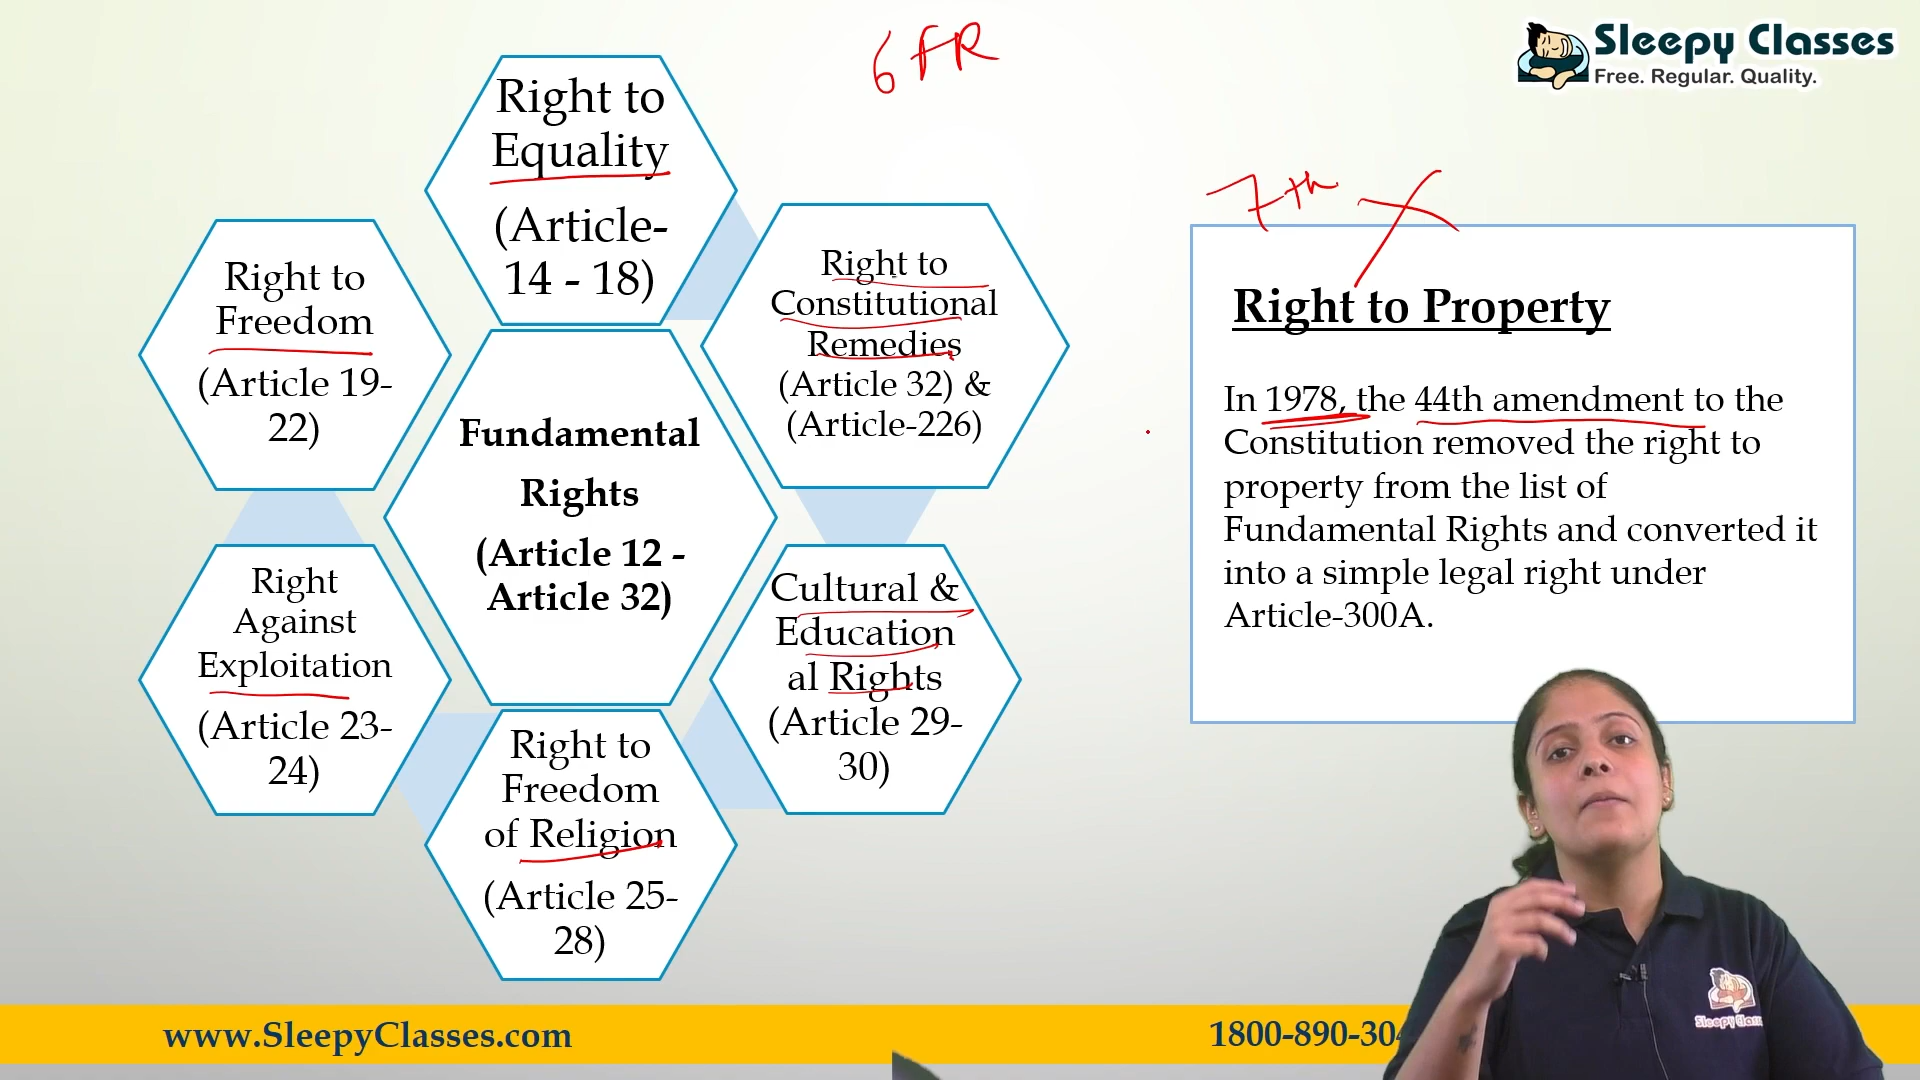 6 FR
Sleepy Classes
Free. Regular. Quality.
Right to
Equality
(Article-
14 - 18)
Right to
Constitutional
Remedies
(Article 32) &
(Article-226)
Right to
Freedom
(Article 19-
22)
Fundamental
Rights
(Article 12 -
Article 32)
Right
Against
Exploitation
(Article 23-
24)
Cultural &
Education
al Rights
(Article 29-
30)
Right to
Freedom
of Religion
(Article 25-
28)
7th
Right to Property
In 1978, the 44th amendment to the
Constitution removed the right to
property from the list of
Fundamental Rights and converted it
into a simple legal right under
Article-300A.
www.SleepyClasses.com
1800-890-304